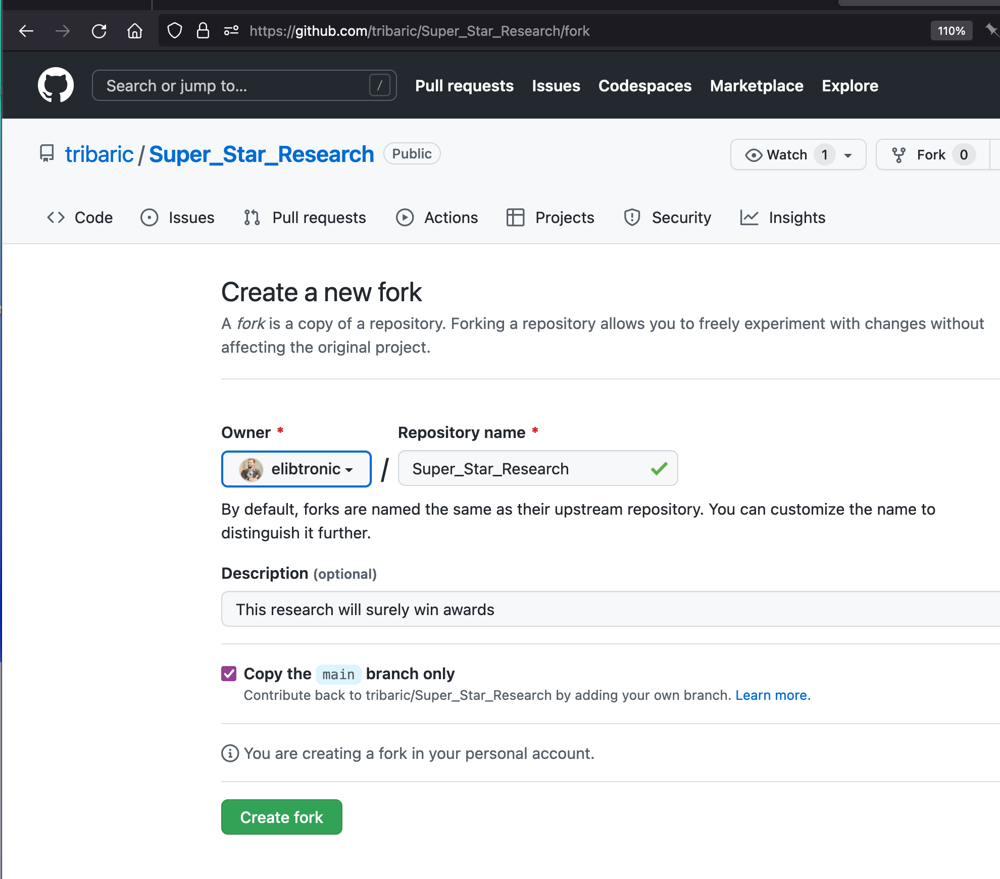 https://github.com/tribaric/Super_Star_Research/fork 110%
Search or jump to... / Pull requests Issues Codespaces Marketplace Explore
tribaric / Super_Star_Research Public Watch 1 Fork 0
Code Issues Pull requests Actions Projects Security Insights
Create a new fork
A fork is a copy of a repository. Forking a repository allows you to freely experiment with changes without
affecting the original project.
Owner * Repository name *
elibtronic / Super_Star_Research
By default, forks are named the same as their upstream repository. You can customize the name to
distinguish it further.
Description (optional)
This research will surely win awards
Copy the main branch only
Contribute back to tribaric/Super_Star_Research by adding your own branch. Learn more.
You are creating a fork in your personal account.
Create fork